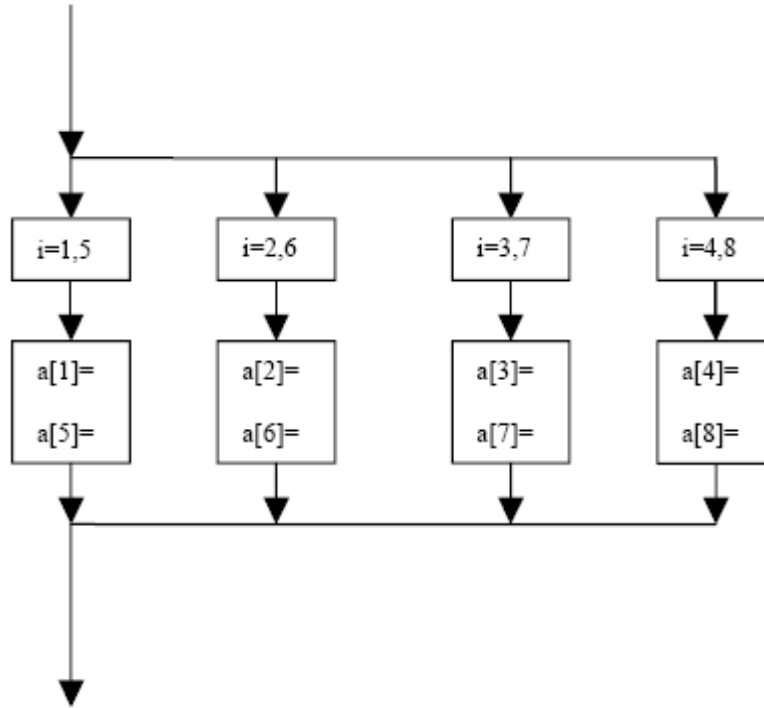 i=1,5
i=2,6
i=3,7
i=4,8
a[1]=
a[5]=
a[2]=
a[6]=
a[3]=
a[7]=
a[4]=
a[8]=